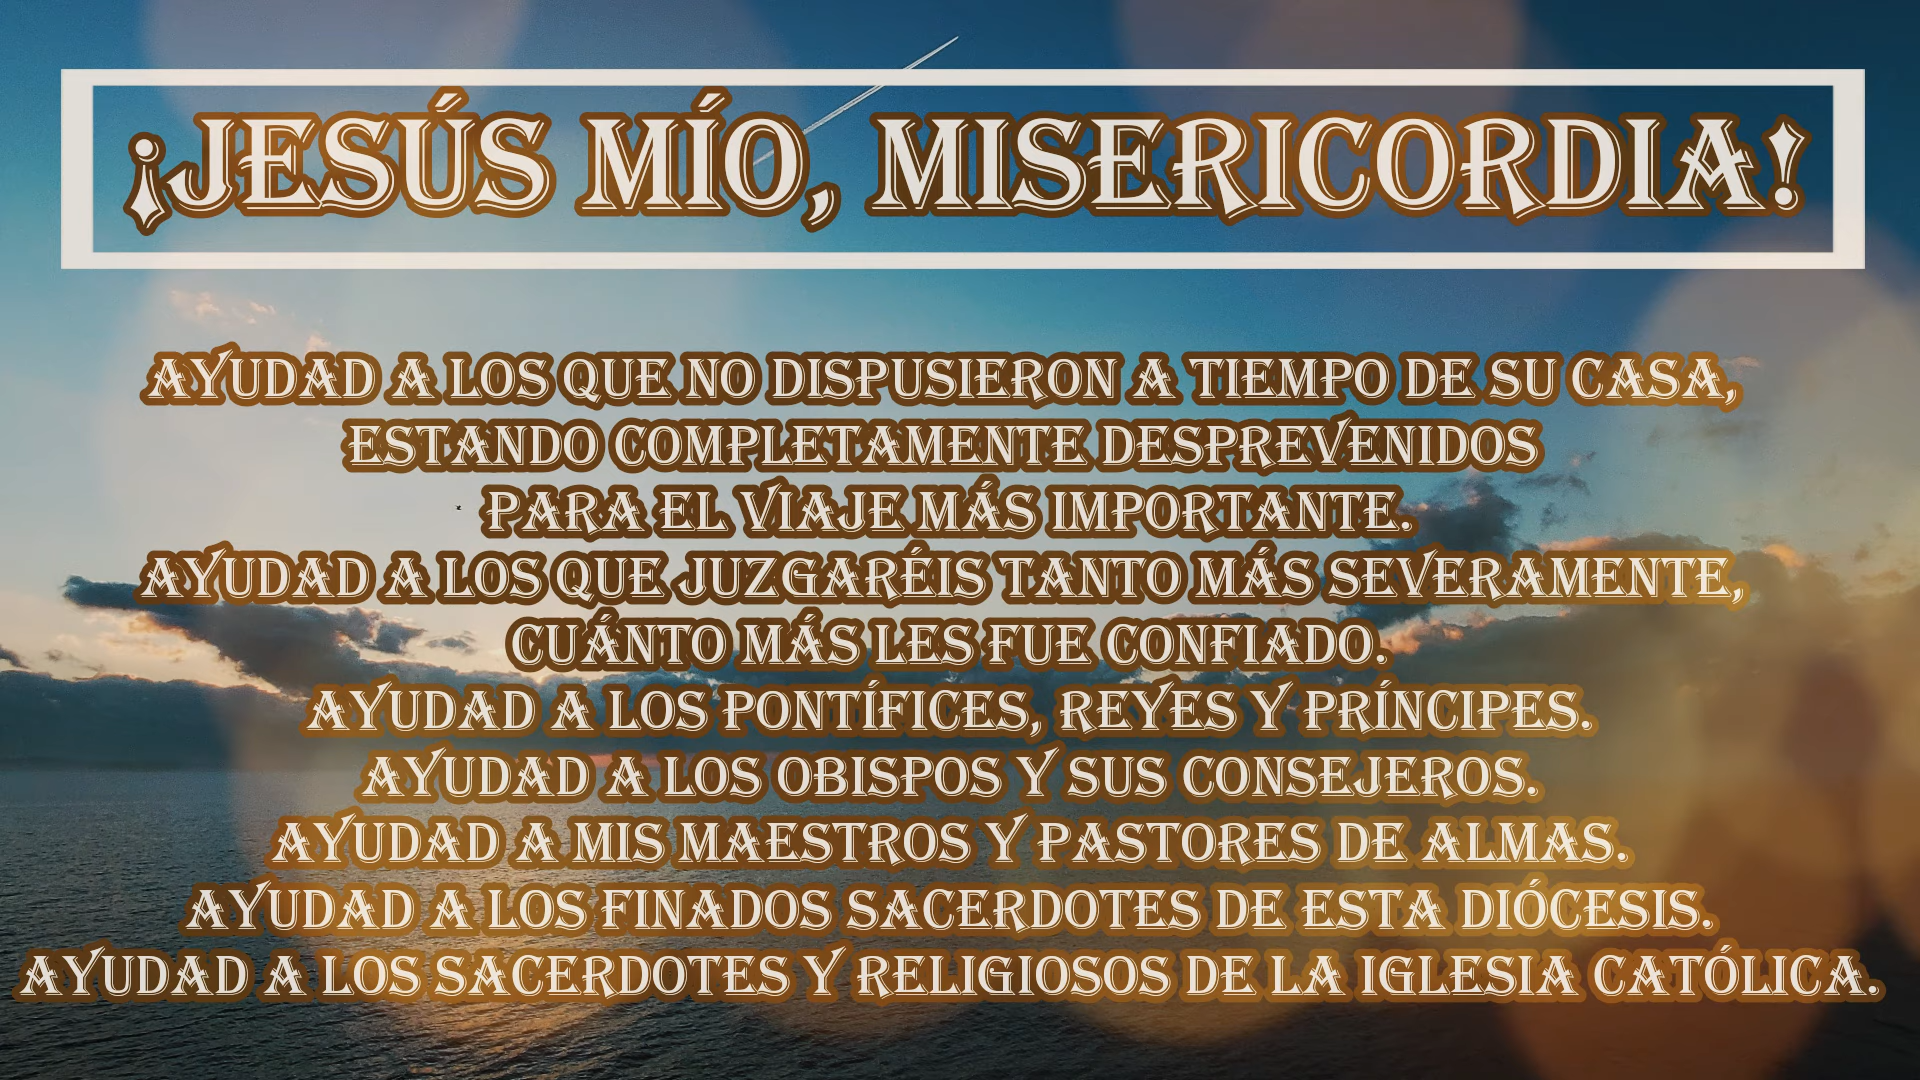 ¡JESÚS MÍO, MISERICORDIA!
AYUDAD A LOS QUE NO DISPUSIERON A TIEMPO DE SU CASA,
ESTANDO COMPLETAMENTE DESPREVENIDOS
PARA EL VIAJE MÁS IMPORTANTE.
AYUDAD A LOS QUE JUZGARÉIS TANTO MÁS SEVERAMENTE,
CUÁNTO MÁS LES FUE CONFIADO.
AYUDAD A LOS PONTÍFICES, REYES Y PRÍNCIPES.
AYUDAD A LOS OBISPOS Y SUS CONSEJEROS.
AYUDAD A MIS MAESTROS Y PASTORES DE ALMAS.
AYUDAD A LOS FINADOS SACERDOTES DE ESTA DIÓCESIS.
AYUDAD A LOS SACERDOTES Y RELIGIOSOS DE LA IGLESIA CATÓLICA.